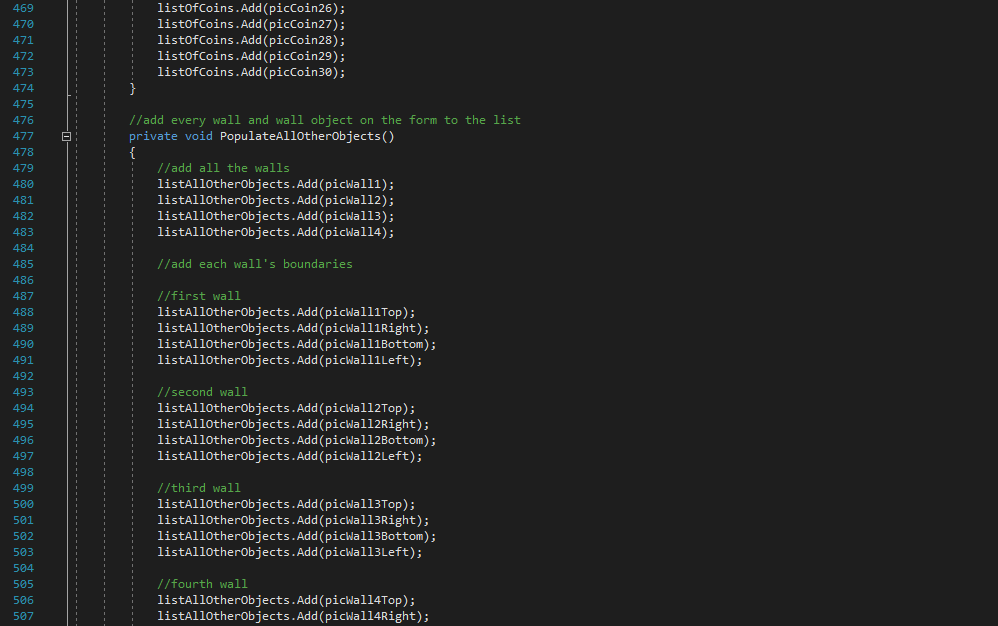 469 listOfCoins.Add(picCoin26);
470 listOfCoins.Add(picCoin27);
471 listOfCoins.Add(picCoin28);
472 listOfCoins.Add(picCoin29);
473 listOfCoins.Add(picCoin30);
474 }
475
476 //add every wall and wall object on the form to the list
477 private void PopulateAllOtherObjects()
478 {
479 //add all the walls
480 listAllOtherObjects.Add(picWall1);
481 listAllOtherObjects.Add(picWall2);
482 listAllOtherObjects.Add(picWall3);
483 listAllOtherObjects.Add(picWall4);
484
485 //add each wall's boundaries
486
487 //first wall
488 listAllOtherObjects.Add(picWall1Top);
489 listAllOtherObjects.Add(picWall1Right);
490 listAllOtherObjects.Add(picWall1Bottom);
491 listAllOtherObjects.Add(picWall1Left);
492
493 //second wall
494 listAllOtherObjects.Add(picWall2Top);
495 listAllOtherObjects.Add(picWall2Right);
496 listAllOtherObjects.Add(picWall2Bottom);
497 listAllOtherObjects.Add(picWall2Left);
498
499 //third wall
500 listAllOtherObjects.Add(picWall3Top);
501 listAllOtherObjects.Add(picWall3Right);
502 listAllOtherObjects.Add(picWall3Bottom);
503 listAllOtherObjects.Add(picWall3Left);
504
505 //fourth wall
506 listAllOtherObjects.Add(picWall4Top);
507 listAllOtherObjects.Add(picWall4Right);